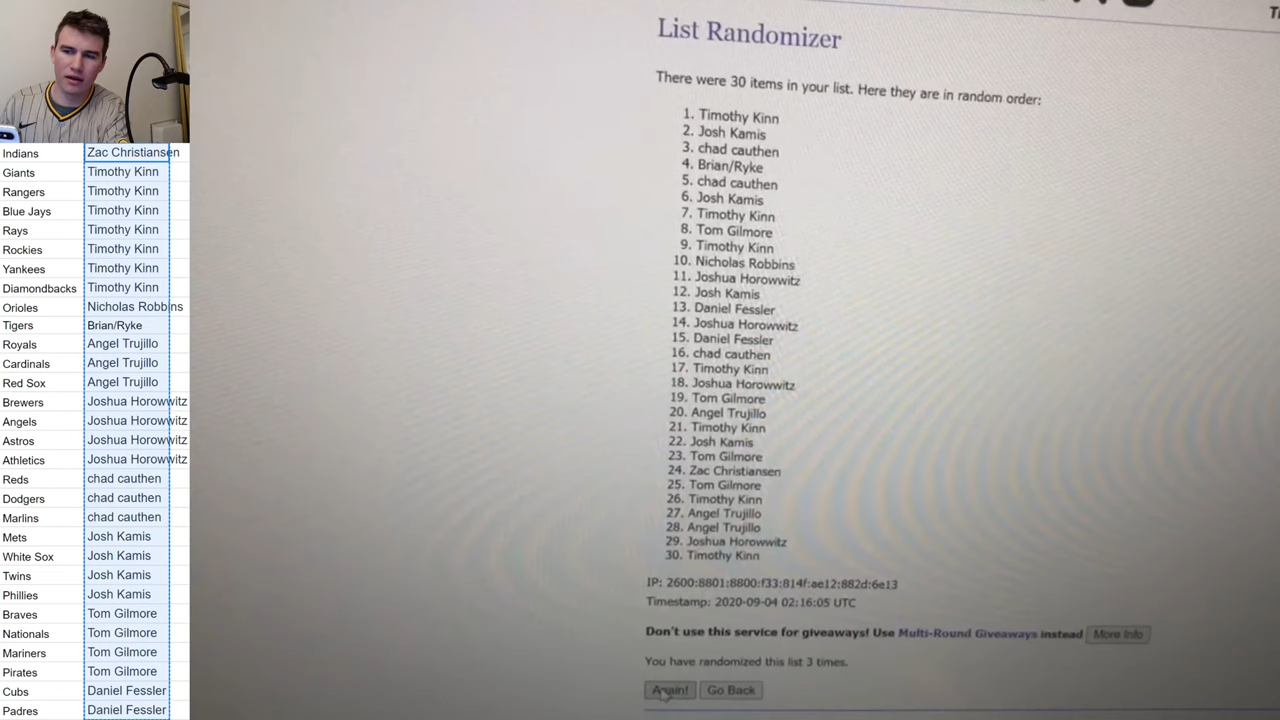 Indians Zac Christiansen
Giants Timothy Kinn
Rangers Timothy Kinn
Blue Jays Timothy Kinn
Rays Timothy Kinn
Rockies Timothy Kinn
Yankees Timothy Kinn
Diamondbacks Timothy Kinn
Orioles Nicholas Robbins
Tigers Brian/Ryke
Royals Angel Trujillo
Cardinals Angel Trujillo
Red Sox Angel Trujillo
Brewers Joshua Horowwitz
Angels Joshua Horowwitz
Astros Joshua Horowwitz
Athletics Joshua Horowwitz
Reds chad cauthen
Dodgers chad cauthen
Marlins chad cauthen
Mets Josh Kamis
White Sox Josh Kamis
Twins Josh Kamis
Phillies Josh Kamis
Braves Tom Gilmore
Nationals Tom Gilmore
Mariners Tom Gilmore
Pirates Tom Gilmore
Cubs Daniel Fessler
Padres Daniel Fessler
List Randomizer
There were 30 items in your list. Here they are in random order:
1. Timothy Kinn
2. Josh Kamis
3. chad cauthen
4. Brian/Ryke
5. chad cauthen
6. Josh Kamis
7. Timothy Kinn
8. Tom Gilmore
9. Timothy Kinn
10. Nicholas Robbins
11. Joshua Horowwitz
12. Josh Kamis
13. Daniel Fessler
14. Joshua Horowwitz
15. Daniel Fessler
16. chad cauthen
17. Timothy Kinn
18. Joshua Horowwitz
19. Tom Gilmore
20. Angel Trujillo
21. Timothy Kinn
22. Josh Kamis
23. Tom Gilmore
24. Zac Christiansen
25. Tom Gilmore
26. Timothy Kinn
27. Angel Trujillo
28. Angel Trujillo
29. Joshua Horowwitz
30. Timothy Kinn
IP: 2600:8801:8800:f33:814f:ae12:882d:6e13
Timestamp: 2020-09-04 02:16:05 UTC
Don't use this service for giveaways! Use Multi-Round Giveaways instead More Info
You have randomized this list 3 times.
Again! Go Back